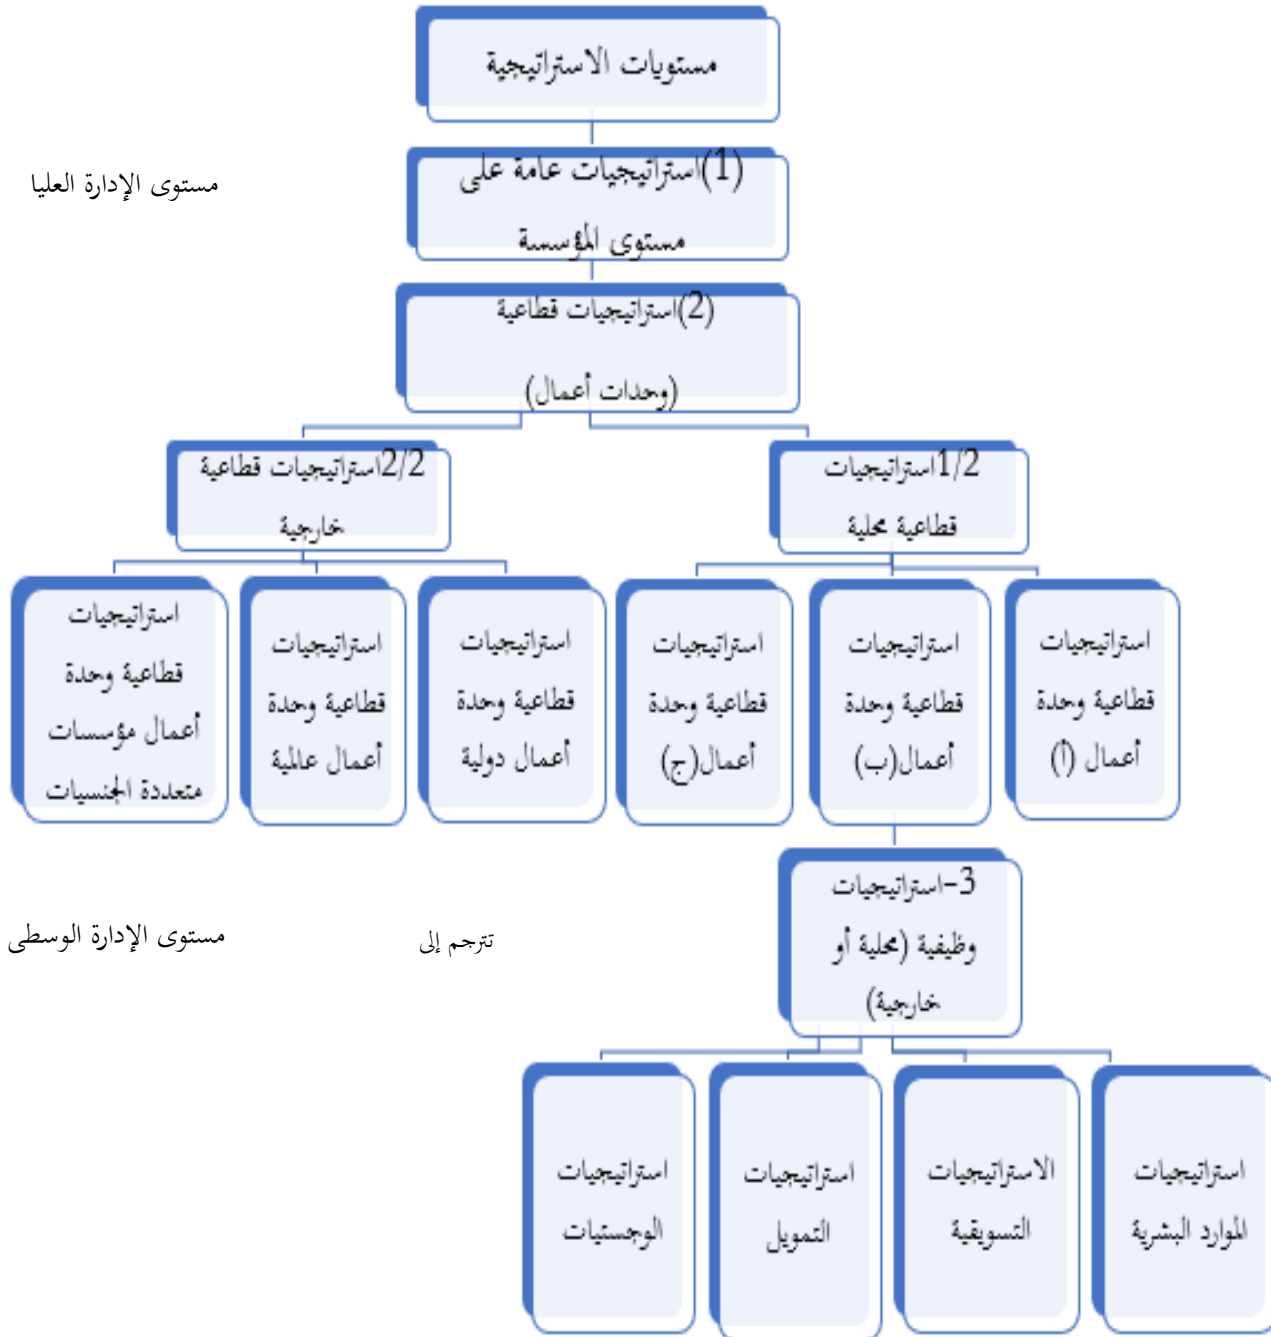 مستويات الاستراتيجية
(1)استراتيجيات عامة على
مستوى المؤسسة
مستوى الإدارة العليا
(2)استراتيجيات قطاعية
(وحدات أعمال)
1/2استراتيجيات
قطاعية محلية
2/2استراتيجيات قطاعية
خارجية
استراتيجيات
قطاعية وحدة
أعمال (أ)
استراتيجيات
قطاعية وحدة
أعمال(ب)
استراتيجيات
قطاعية وحدة
أعمال(ج)
استراتيجيات
قطاعية وحدة
أعمال دولية
استراتيجيات
قطاعية وحدة
أعمال عالمية
استراتيجيات
قطاعية وحدة
أعمال مؤسسات
متعددة الجنسيات
3-استراتيجيات
وظيفية (محلية أو
خارجية)
تترجم إلى
مستوى الإدارة الوسطى
استراتيجيات
الموارد البشرية
الاستراتيجيات
التسويقية
استراتيجيات
التمويل
استراتيجيات
الوجستيات